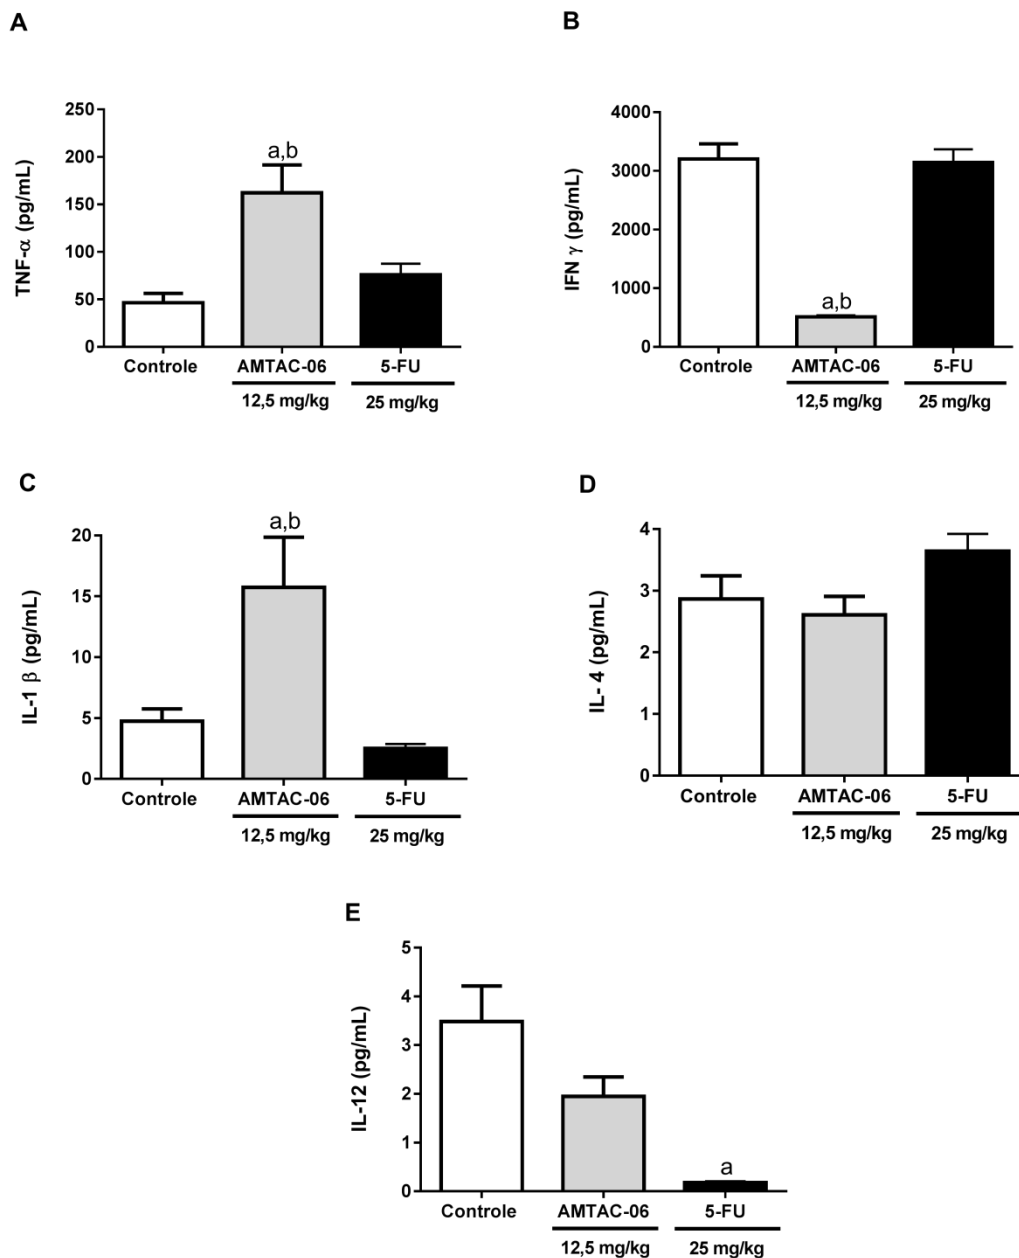 A
TNF-α (pg/mL)
250
200
150
100
50
0
a,b
Controle
AMTAC-06
5-FU
12,5 mg/kg
25 mg/kg
B
IFN γ (pg/mL)
4000
3000
2000
1000
0
a,b
Controle
AMTAC-06
5-FU
12,5 mg/kg
25 mg/kg
C
IL-1 β (pg/mL)
20
15
10
5
0
a,b
Controle
AMTAC-06
5-FU
12,5 mg/kg
25 mg/kg
D
IL- 4 (pg/mL)
4
3
2
1
0
Controle
AMTAC-06
5-FU
12,5 mg/kg
25 mg/kg
E
IL-12 (pg/mL)
5
4
3
2
1
0
a
Controle
AMTAC-06
5-FU
12,5 mg/kg
25 mg/kg